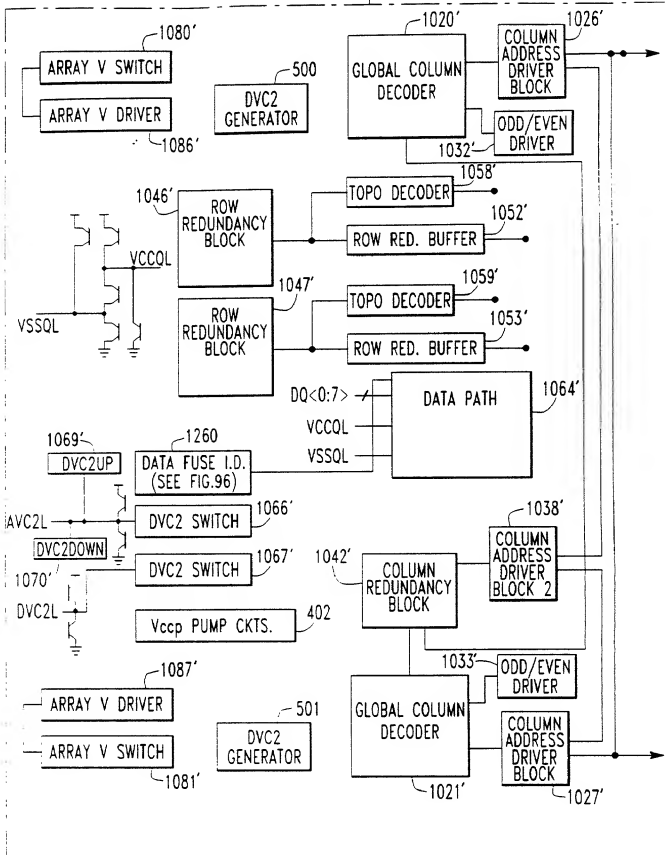 1080'
ARRAY V SWITCH
ARRAY V DRIVER
1086'
500
DVC2
GENERATOR
1020'
GLOBAL COLUMN
DECODER
1026'
COLUMN
ADDRESS
DRIVER
BLOCK
ODD/EVEN
DRIVER
1032'
1046'
ROW
REDUNDANCY
BLOCK
1058'
TOPO DECODER
1052'
ROW RED. BUFFER
VCCQL
VSSQL
1047'
ROW
REDUNDANCY
BLOCK
1059'
TOPO DECODER
1053'
ROW RED. BUFFER
1064'
DATA PATH
DQ<0:7>
VCCQL
VSSQL
1069'
DVC2UP
1260
DATA FUSE I.D.
(SEE FIG.96)
AVC2L
DVC2 SWITCH
1066'
DVC2DOWN
1070'
DVC2 SWITCH
1067'
DVC2L
Vccp PUMP CKTS.
402
1038'
COLUMN
ADDRESS
DRIVER
BLOCK 2
1042'
COLUMN
REDUNDANCY
BLOCK
1033'
ODD/EVEN
DRIVER
1087'
ARRAY V DRIVER
ARRAY V SWITCH
1081'
501
DVC2
GENERATOR
GLOBAL COLUMN
DECODER
1021'
COLUMN
ADDRESS
DRIVER
BLOCK
1027'